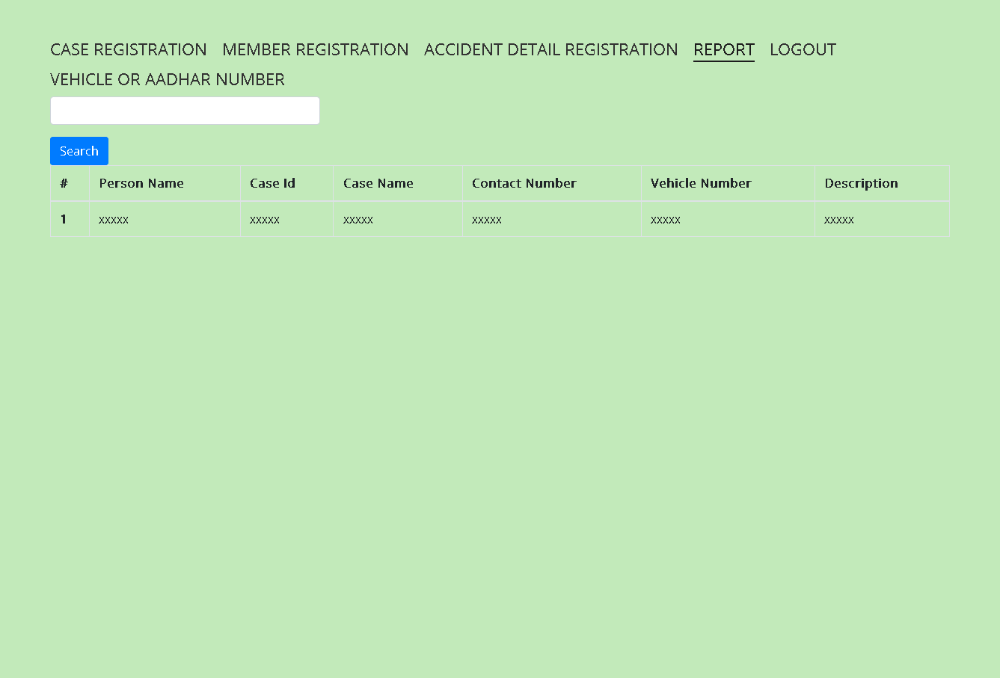 CASE REGISTRATION MEMBER REGISTRATION ACCIDENT DETAIL REGISTRATION REPORT LOGOUT
VEHICLE OR AADHAR NUMBER
Search
# Person Name Case Id Case Name Contact Number Vehicle Number Description
1 xxxxx xxxxx xxxxx xxxxx xxxxx xxxxx